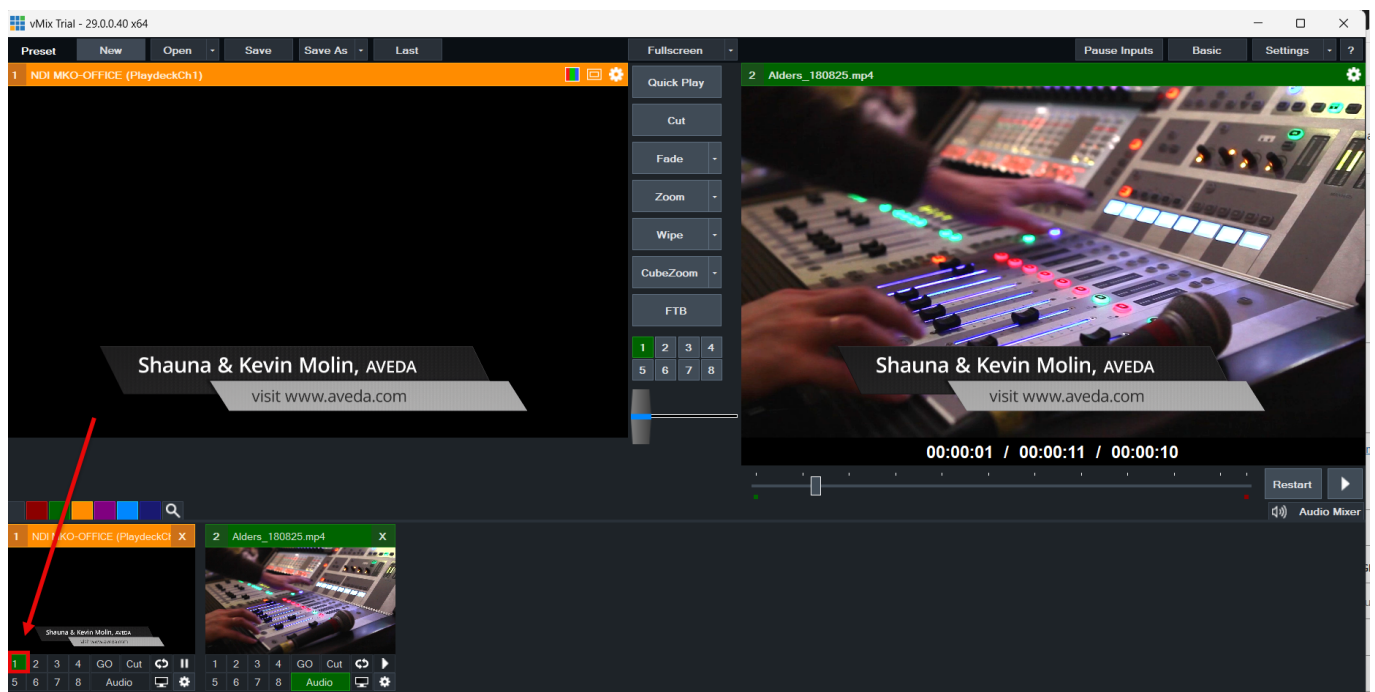 vMix Trial - 29.0.0.40 x64
Preset New Open Save Save As Last Fullscreen Pause Inputs Basic Settings ?
1 NDI MKO-OFFICE (PlaydeckCh1)
Quick Play
Cut
Fade
Zoom
Wipe
CubeZoom
FTB
1 2 3 4
5 6 7 8
Shauna & Kevin Molin, AVEDA
visit www.aveda.com
2 Alders_180825.mp4
Shauna & Kevin Molin, AVEDA
visit www.aveda.com
00:00:01 / 00:00:11 / 00:00:10
Restart
Audio Mixer
1 NDI MKO-OFFICE (PlaydeckCh X
Shauna & Kevin Molin, AVEDA
visit www.aveda.com
1 2 3 4 GO Cut
5 6 7 8 Audio
2 Alders_180825.mp4 X
1 2 3 4 GO Cut
5 6 7 8 Audio